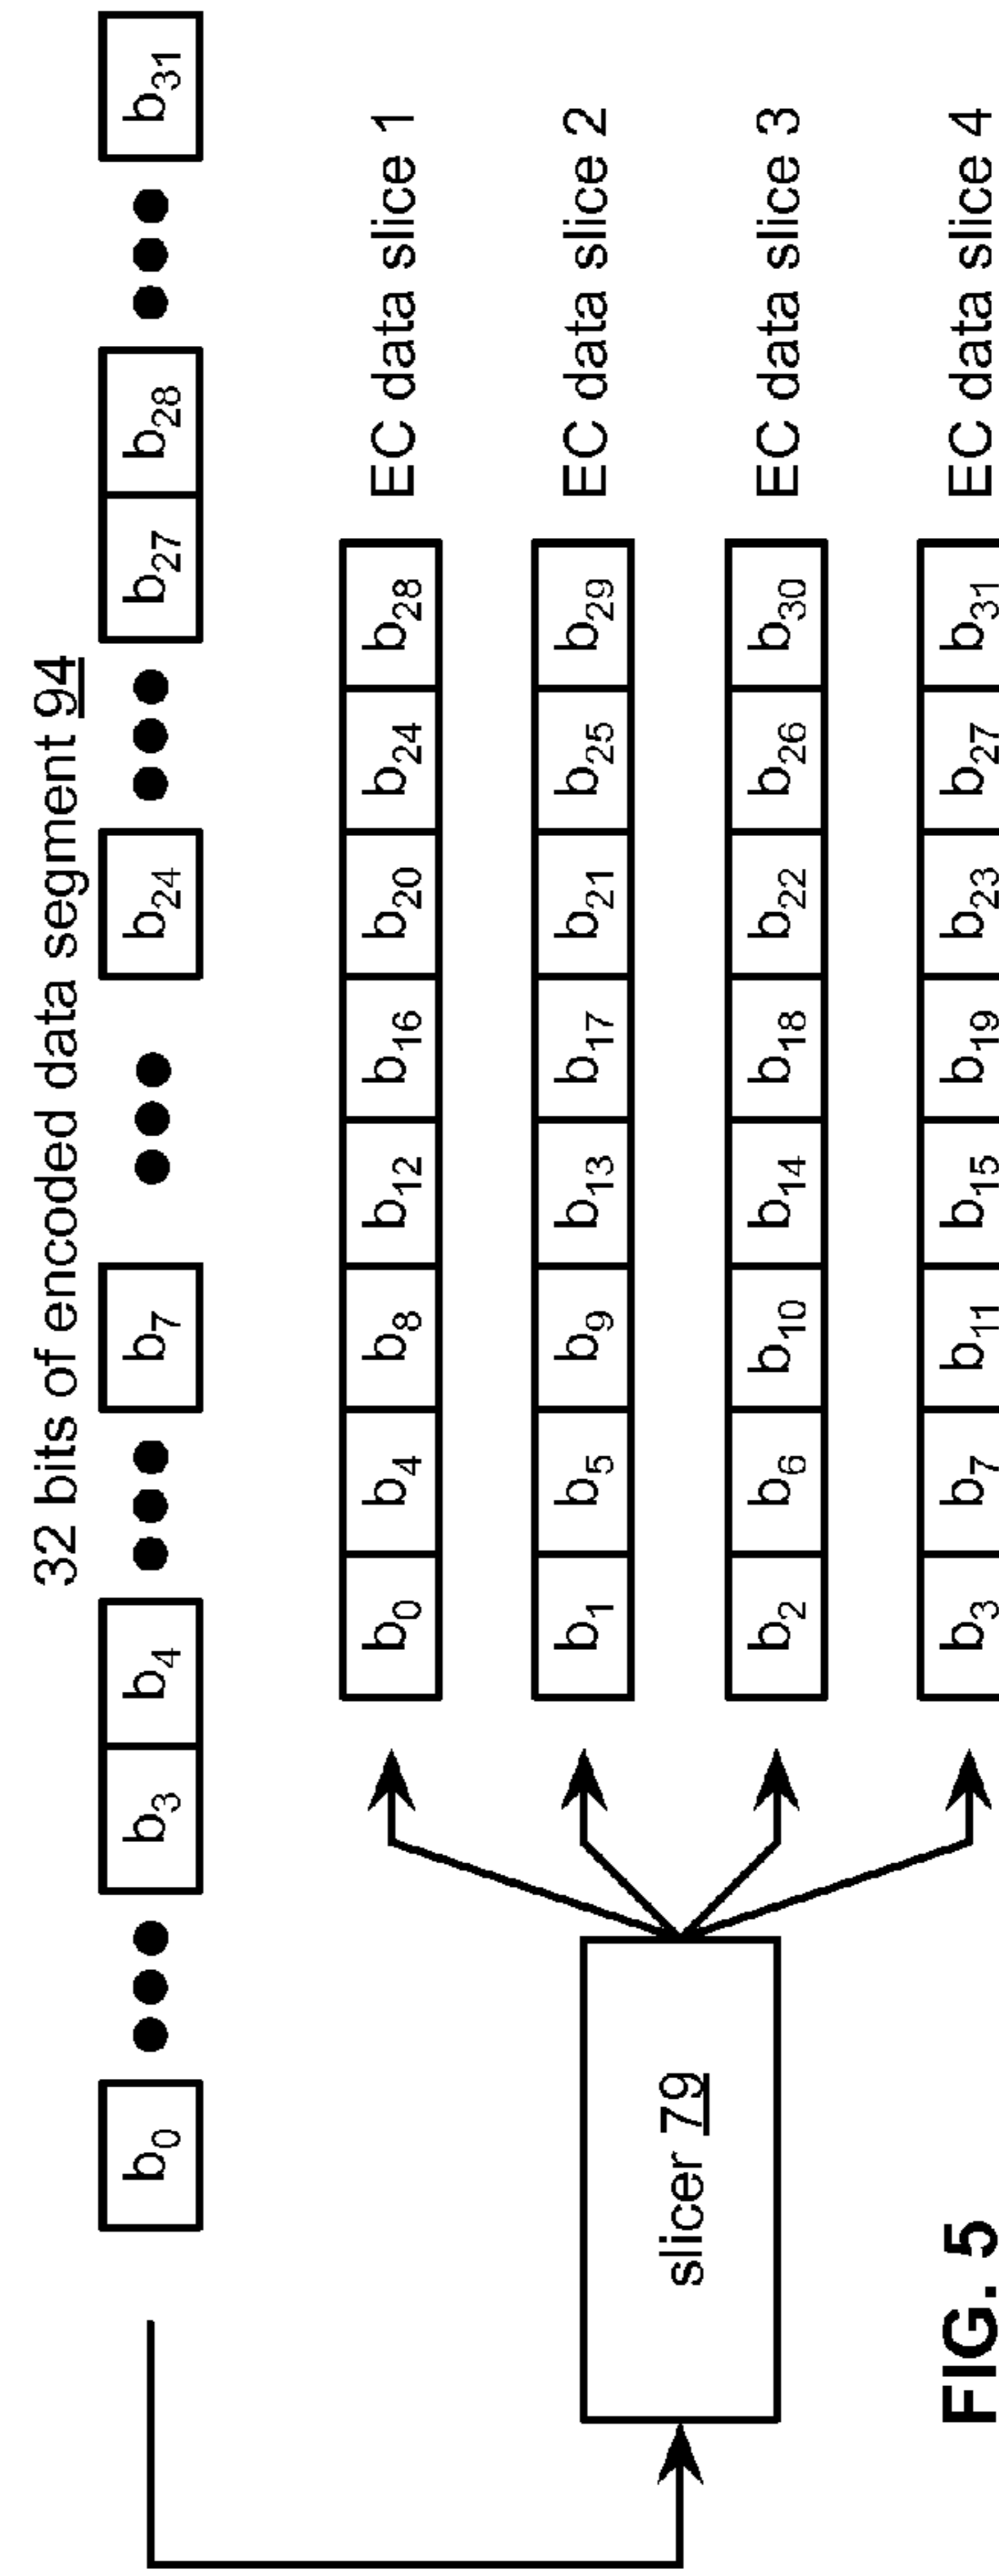 32 bits of encoded data segment 94
b0 ●●● b3 b4 ●●● b7 ●●● b24 ●●● b27 b28 ●●● b31
b0 b4 b8 b12 b16 b20 b24 b28 EC data slice 1
b1 b5 b9 b13 b17 b21 b25 b29 EC data slice 2
slicer 79
b2 b6 b10 b14 b18 b22 b26 b30 EC data slice 3
b3 b7 b11 b15 b19 b23 b27 b31 EC data slice 4
FIG. 5